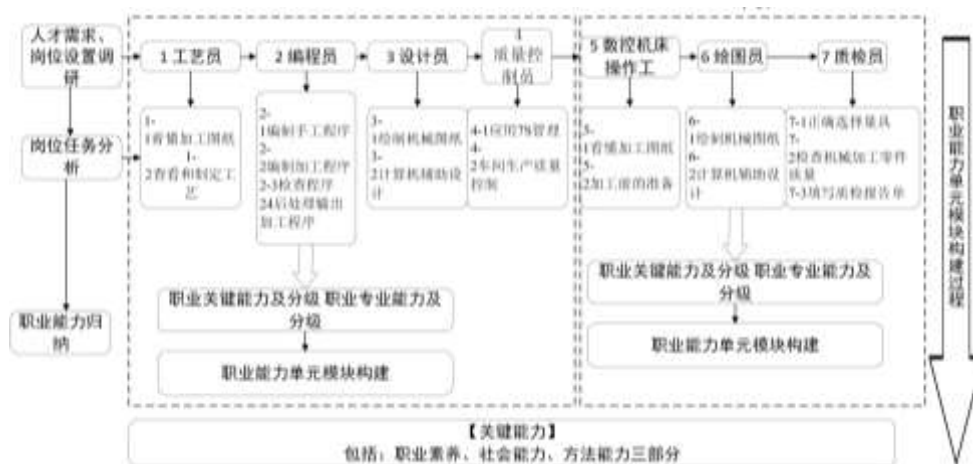 人才需求、
岗位设置调
研
1 工艺员
2 编程员
3 设计员
质量控
制员
5 数控机床
操作工
6 绘图员
7 质检员
岗位任务分
析
1-
1看错加工图纸
1-
2查看和制定工
艺
2-
1编制手工程序
2-
2编制加工程序
2-3检查程序
24后处理输出
加工程序
3-
1绘制机械图纸
3-
2计算机辅助设
计
4-1应用7S管理
4-
2车间生产质量
控制
5-
1看错加工图纸
5-
2加工前的准备
6-
1绘制机械图纸
6-
2计算机辅助设
计
7-1正确选择量具
7-
2检查机械加工零件
质量
7-3填写质检报告单
职业能力归
纳
职业关键能力及分级 职业专业能力及
分级
职业能力单元模块构建
职业关键能力及分级 职业专业能力及
分级
职业能力单元模块构建
【关键能力】
包括：职业素养、社会能力、方法能力三部分
职业能力单元模块构建过程